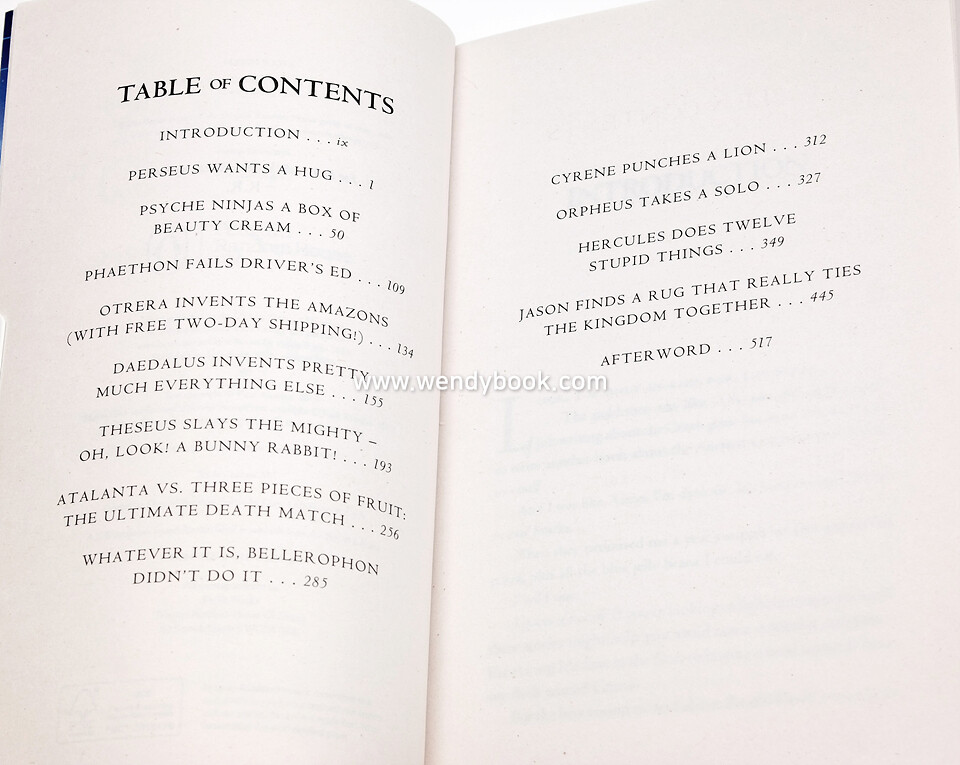 TABLE OF CONTENTS
INTRODUCTION . . . ix
PERSEUS WANTS A HUG . . . 1
PSYCHE NINJAS A BOX OF
BEAUTY CREAM . . . 50
PHAETHON FAILS DRIVER'S ED . . . 109
OTRERA INVENTS THE AMAZONS
(WITH FREE TWO-DAY SHIPPING!) . . . 134
DAEDALUS INVENTS PRETTY
MUCH EVERYTHING ELSE . . . 155
THESEUS SLAYS THE MIGHTY –
OH, LOOK! A BUNNY RABBIT! . . . 193
ATALANTA VS. THREE PIECES OF FRUIT:
THE ULTIMATE DEATH MATCH . . . 256
WHATEVER IT IS, BELLEROPHON
DIDN'T DO IT . . . 285
CYRENE PUNCHES A LION . . . 312
ORPHEUS TAKES A SOLO . . . 327
HERCULES DOES TWELVE
STUPID THINGS . . . 349
JASON FINDS A RUG THAT REALLY TIES
THE KINGDOM TOGETHER . . . 445
AFTERWORD . . . 517
www.wendybook.com